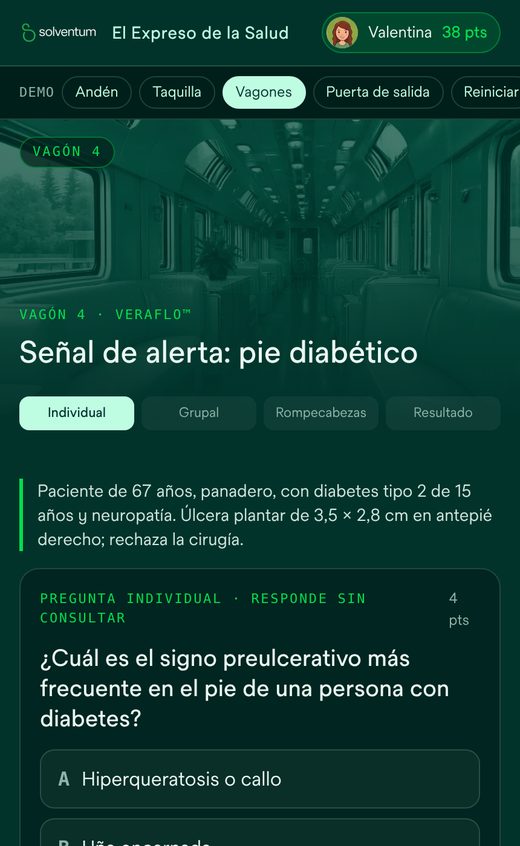 solventum El Expreso de la Salud Valentina 38 pts
DEMO Andén Taquilla Vagones Puerta de salida Reiniciar
VAGÓN 4
VAGÓN 4 · VERAFLO™
Señal de alerta: pie diabético
Individual Grupal Rompecabezas Resultado
Paciente de 67 años, panadero, con diabetes tipo 2 de 15
años y neuropatía. Úlcera plantar de 3,5 × 2,8 cm en antepié
derecho; rechaza la cirugía.
PREGUNTA INDIVIDUAL · RESPONDE SIN
CONSULTAR
4
pts
¿Cuál es el signo preulcerativo más
frecuente en el pie de una persona con
diabetes?
A Hiperqueratosis o callo